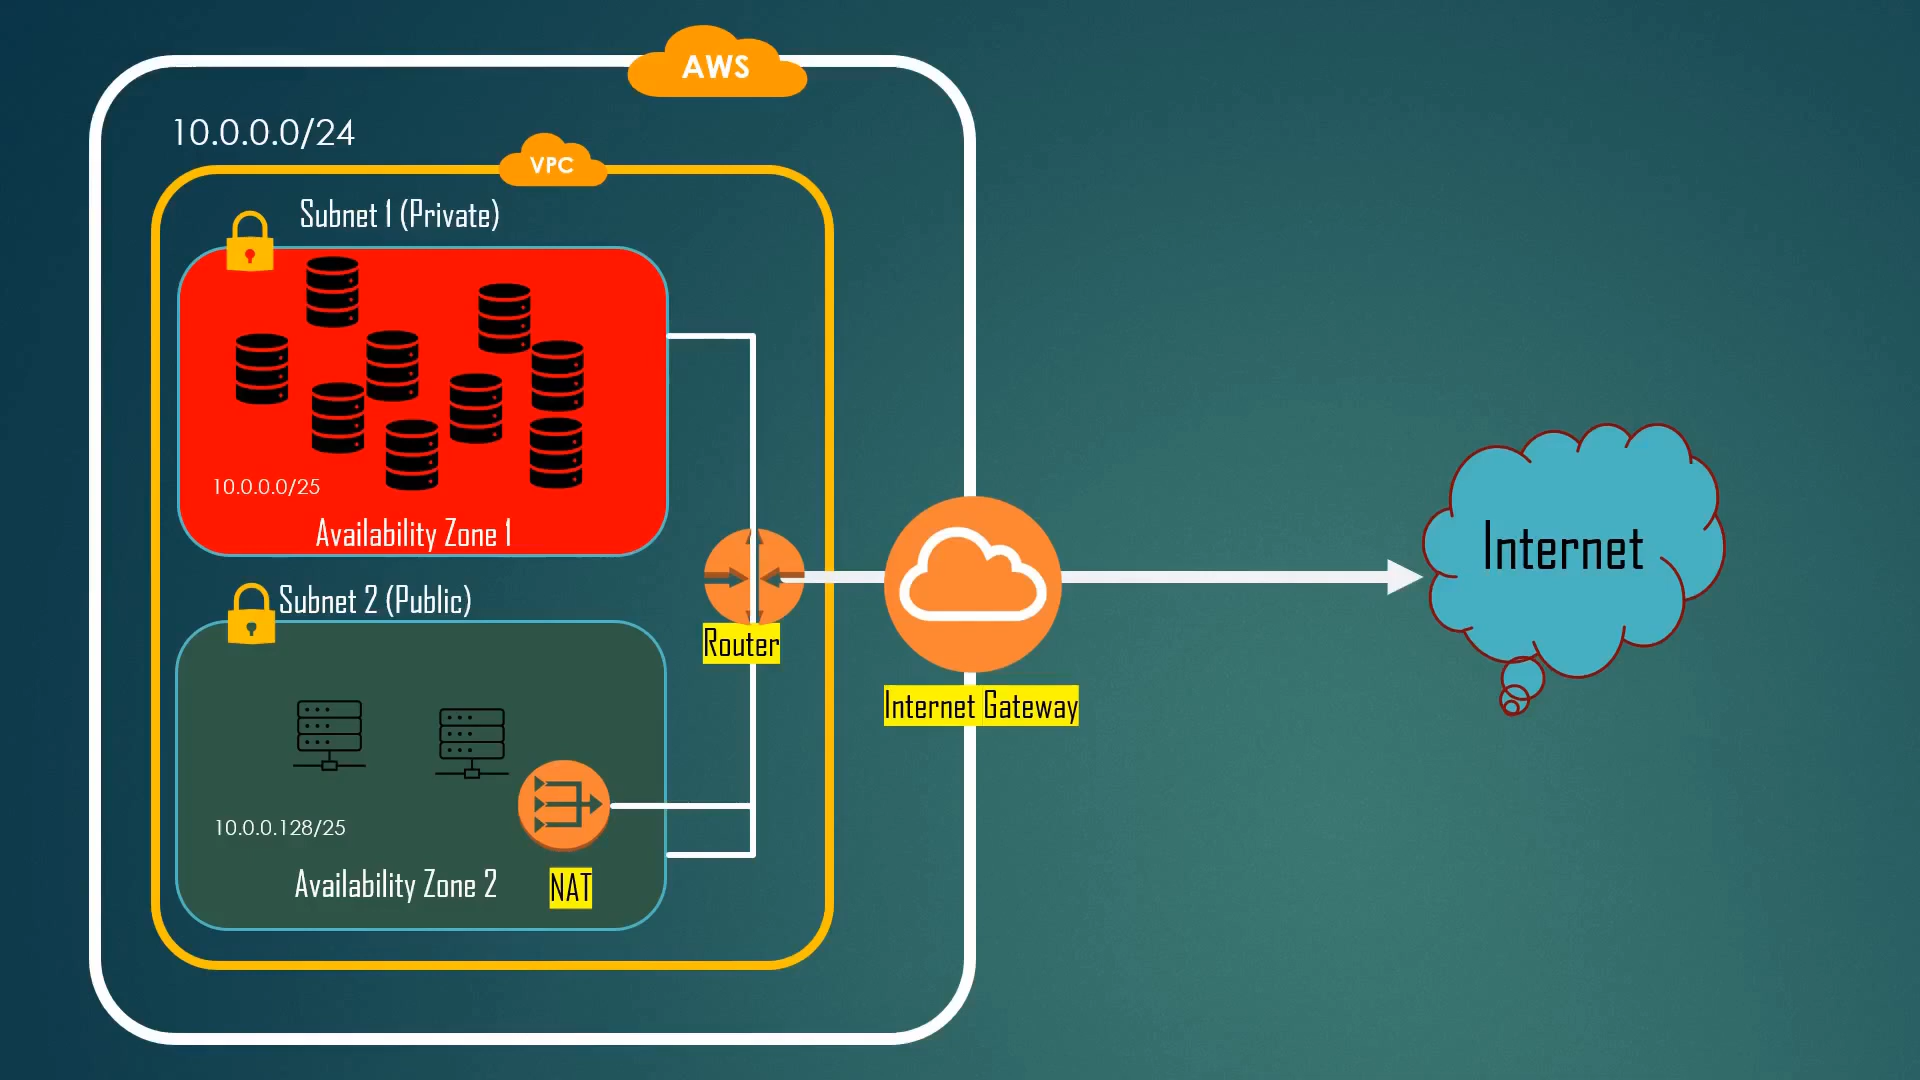 AWS
10.0.0.0/24
VPC
Subnet 1 (Private)
10.0.0.0/25
Availability Zone 1
Subnet 2 (Public)
Router
Internet Gateway
Internet
10.0.0.128/25
Availability Zone 2
NAT